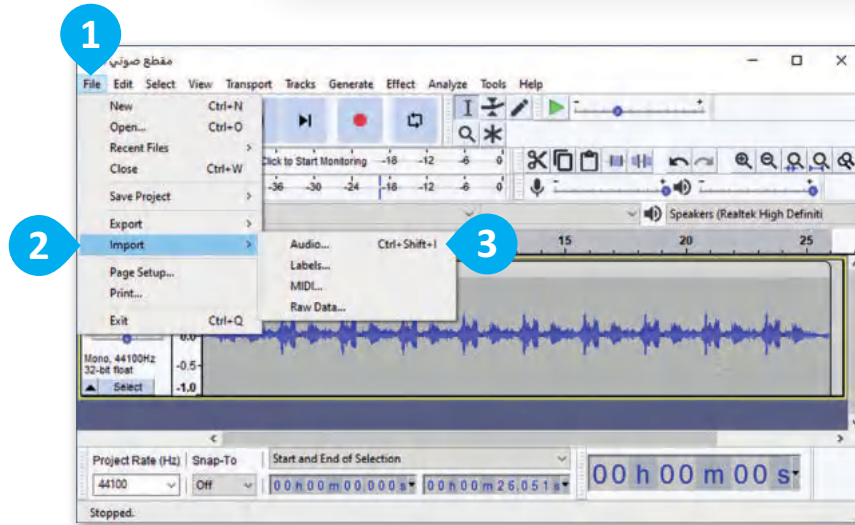 1
مقطع صوتي
File Edit Select View Transport Tracks Generate Effect Analyze Tools Help
New Ctrl+N
Open... Ctrl+O
Recent Files >
Close Ctrl+W
Click to Start Monitoring -18 -12 -6 0
-36 -30 -24 -18 -12 -6 0
Save Project >
Export >
Speakers (Realtek High Definiti
2
Import >
Audio... Ctrl+Shift+I
3
15 20 25
Labels...
Page Setup...
MIDI...
Print...
Raw Data...
Exit Ctrl+Q
0.0
Mono, 44100Hz
32-bit float
-0.5
Select
-1.0
Project Rate (Hz) Snap-To Start and End of Selection
44100 Off 00 h 00 m 00.000 s 00 h 00 m 26.051 s 00 h 00 m 00 s
Stopped.